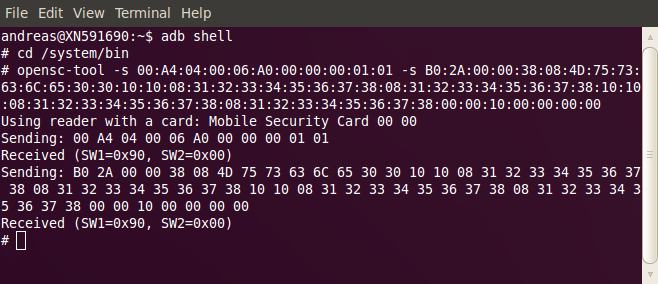 File Edit View Terminal Help
andreas@XN591690:~$ adb shell
# cd /system/bin
# opensc-tool -s 00:A4:04:00:06:A0:00:00:00:01:01 -s B0:2A:00:00:38:08:4D:75:73:
63:6C:65:30:30:10:10:08:31:32:33:34:35:36:37:38:08:31:32:33:34:35:36:37:38:10:10
:08:31:32:33:34:35:36:37:38:08:31:32:33:34:35:36:37:38:00:00:10:00:00:00:00
Using reader with a card: Mobile Security Card 00 00
Sending: 00 A4 04 00 06 A0 00 00 00 01 01
Received (SW1=0x90, SW2=0x00)
Sending: B0 2A 00 00 38 08 4D 75 73 63 6C 65 30 30 10 10 08 31 32 33 34 35 36 37
38 08 31 32 33 34 35 36 37 38 10 10 08 31 32 33 34 35 36 37 38 08 31 32 33 34 3
5 36 37 38 00 00 10 00 00 00 00
Received (SW1=0x90, SW2=0x00)
#